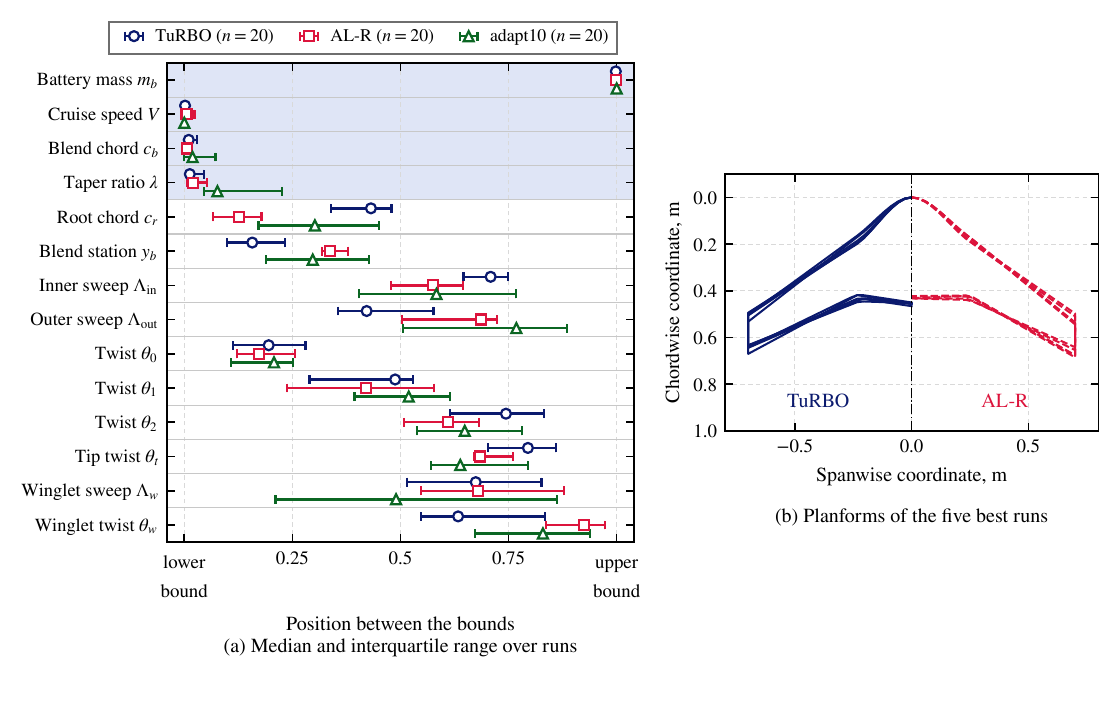 TuRBO (n = 20) AL-R (n = 20) adapt10 (n = 20)
Battery mass m_b
Cruise speed V
Blend chord c_b
Taper ratio λ
Root chord c_r
Blend station y_b
Inner sweep Λ_in
Outer sweep Λ_out
Twist θ_0
Twist θ_1
Twist θ_2
Tip twist θ_t
Winglet sweep Λ_w
Winglet twist θ_w
lower bound
0.25
0.5
0.75
upper bound
Position between the bounds
(a) Median and interquartile range over runs
Chordwise coordinate, m
0.0
0.2
0.4
0.6
0.8
1.0
TuRBO
AL-R
−0.5
0.0
0.5
Spanwise coordinate, m
(b) Planforms of the five best runs